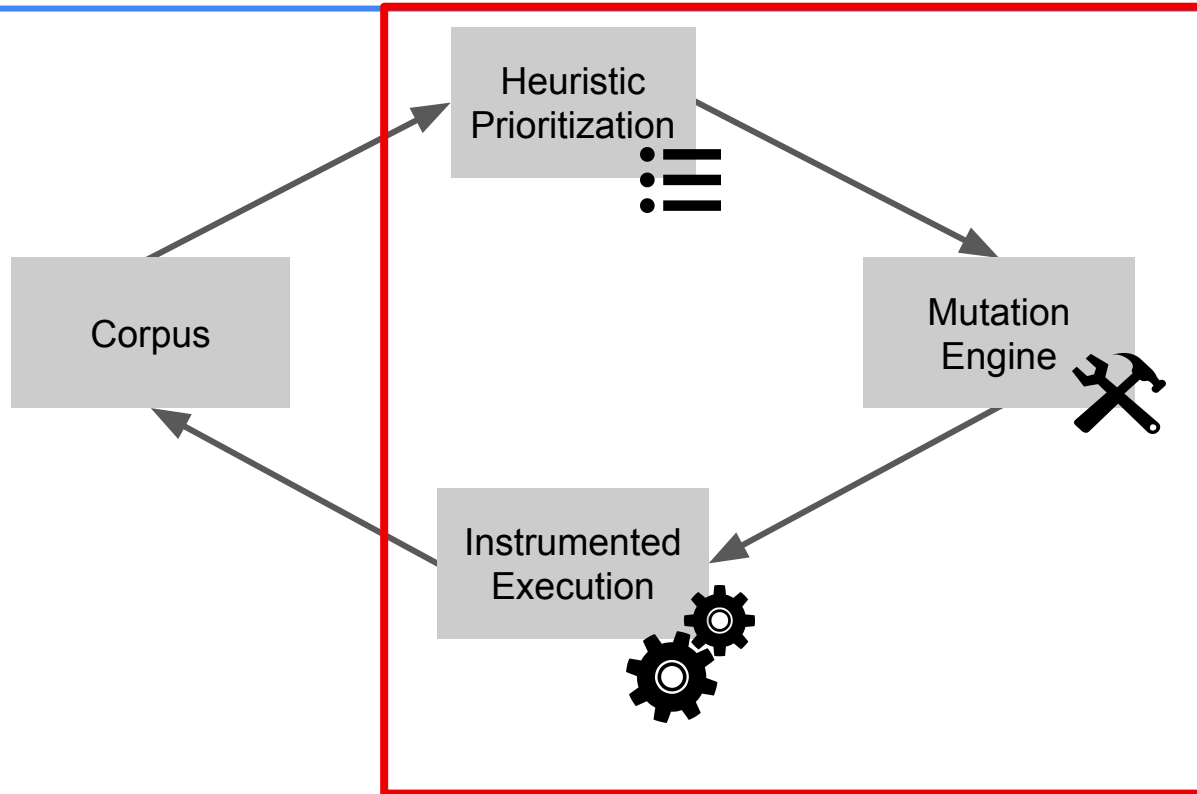 Heuristic
Prioritization
Corpus
Mutation
Engine
Instrumented
Execution